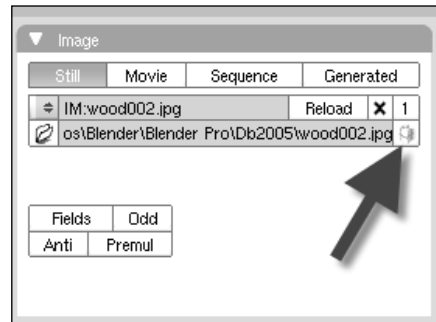 Image
Still Movie Sequence Generated
IM:wood002.jpg Reload X 1
os\Blender\Blender Pro\Db2005\wood002.jpg
Fields Odd
Anti Premul